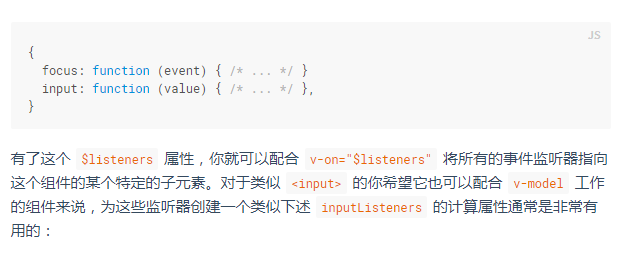 JS
{
  focus: function (event) { /* ... */ }
  input: function (value) { /* ... */ },
}
有了这个 $listeners 属性，你就可以配合 v-on="$listeners" 将所有的事件监听器指向
这个组件的某个特定的子元素。对于类似 <input> 的你希望它也可以配合 v-model 工作
的组件来说，为这些监听器创建一个类似下述 inputListeners 的计算属性通常是非常有
用的：